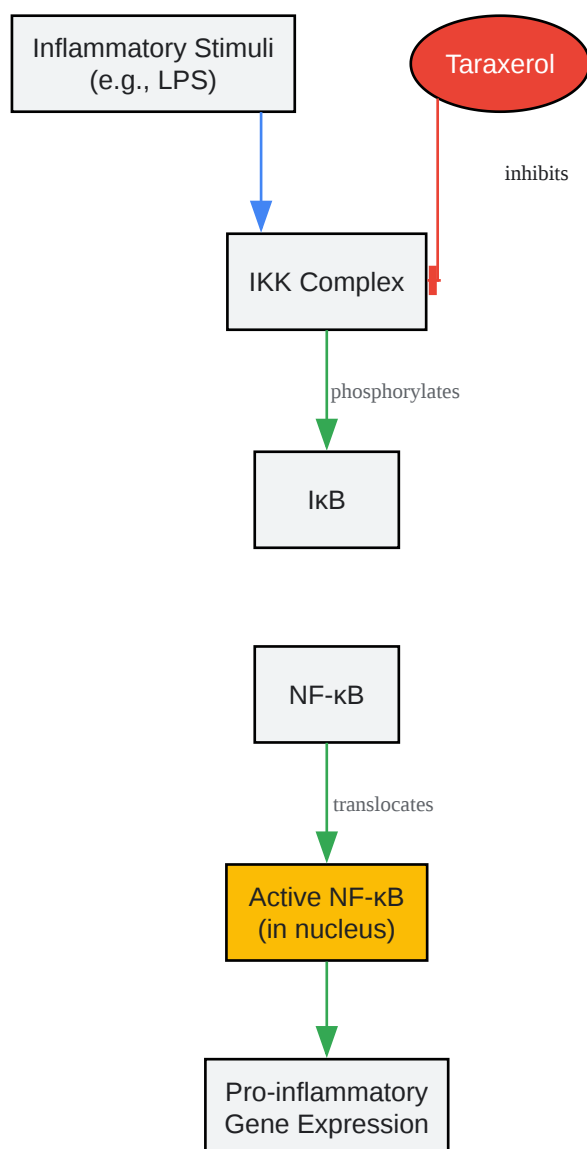 Inflammatory Stimuli
(e.g., LPS)
Taraxerol
inhibits
IKK Complex
phosphorylates
IκB
NF-κB
translocates
Active NF-κB
(in nucleus)
Pro-inflammatory
Gene Expression